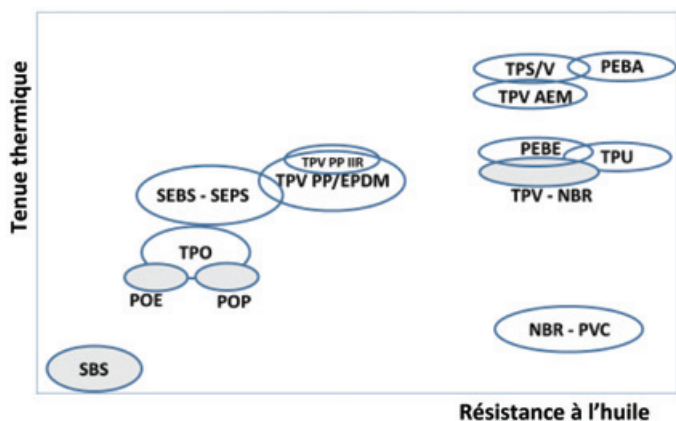 Tenue thermique
TPS/V
PEBA
TPV AEM
PEBE
TPU
TPV - NBR
TPV PP IIR
TPV PP/EPDM
SEBS - SEPS
TPO
POE
POP
NBR - PVC
SBS
Résistance à l’huile